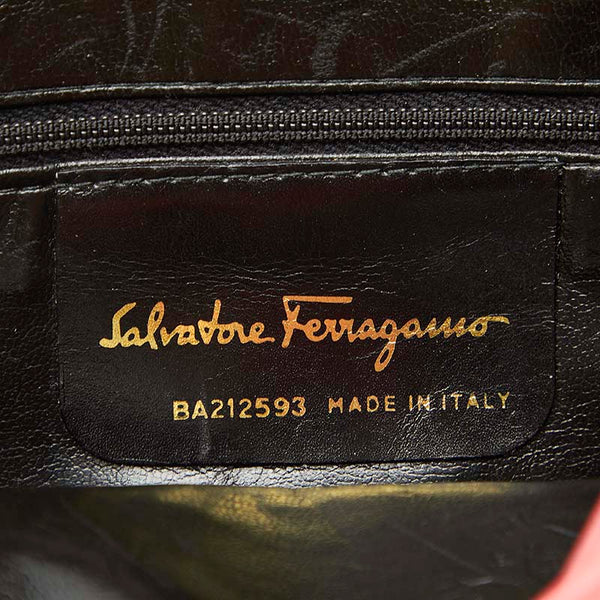 Salvatore Ferragamo
BA212593 MADE IN ITALY